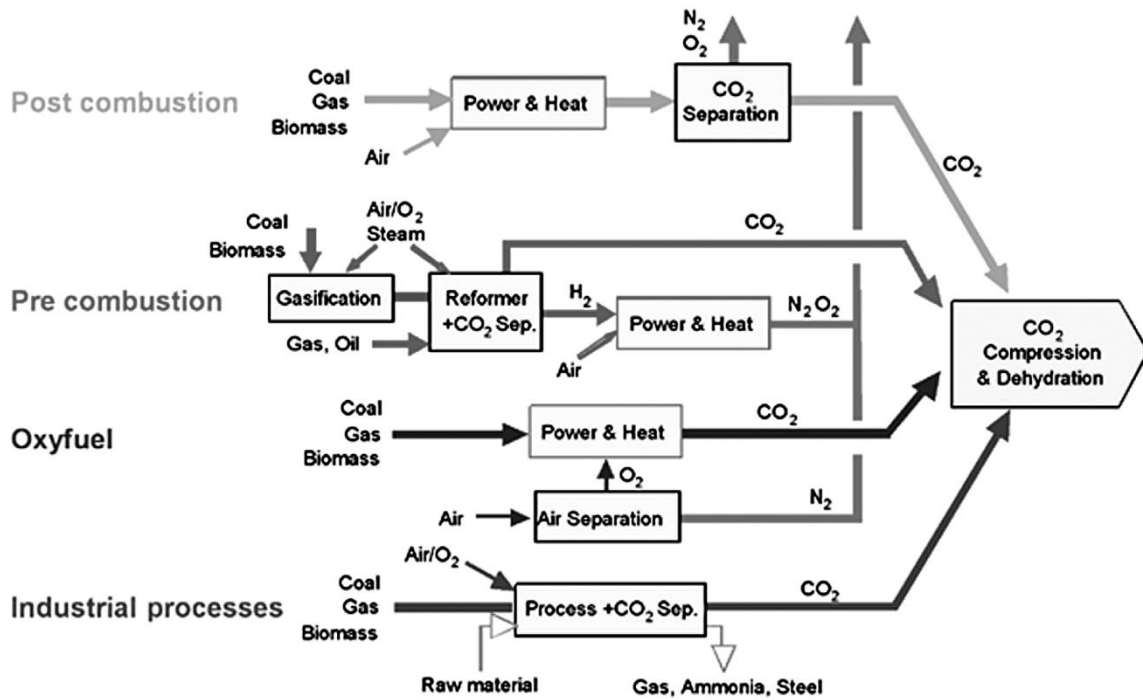 N₂
O₂
Coal
Gas
Biomass
Post combustion
Power & Heat
CO₂
Separation
Air
CO₂
Coal
Biomass
Air/O₂
Steam
CO₂
Pre combustion
Gasification
Reformer
+CO₂ Sep.
H₂
Power & Heat
N₂ O₂
Gas, Oil
Air
CO₂
Compression
& Dehydration
Oxyfuel
Coal
Gas
Biomass
Power & Heat
CO₂
O₂
Air
Air Separation
N₂
Industrial processes
Air/O₂
Coal
Gas
Biomass
Process +CO₂ Sep.
CO₂
Raw material
Gas, Ammonia, Steel